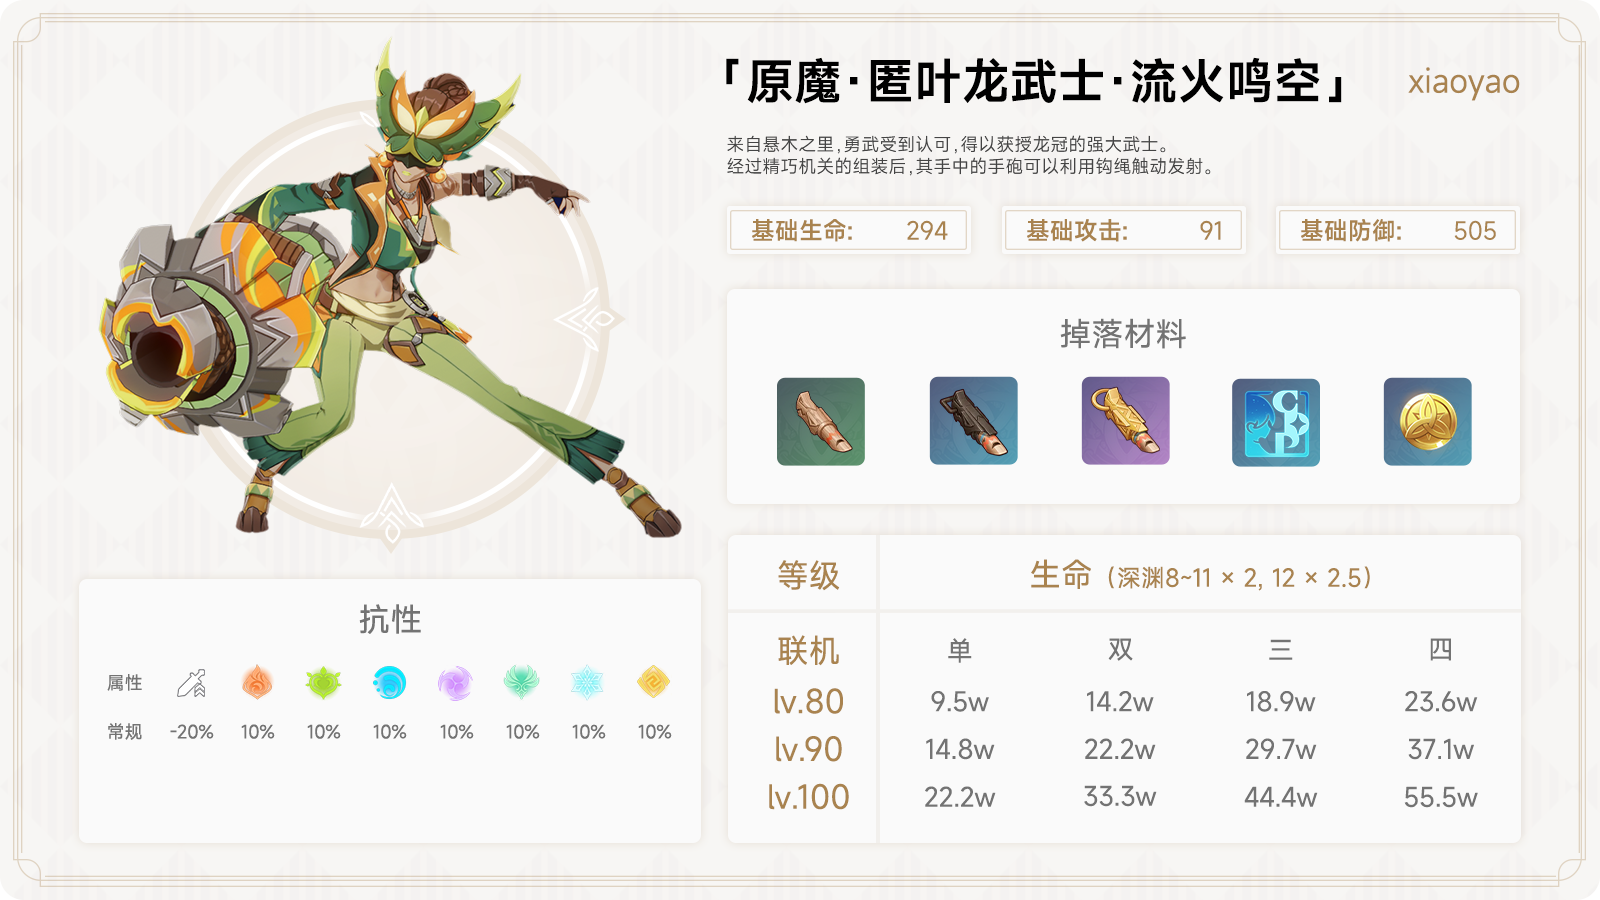 「原魔·匿叶龙武士·流火鸣空」 xiaoyao
来自悬木之里,勇武受到认可,得以获授龙冠的强大武士。
经过精巧机关的组装后,其手中的手砲可以利用钩绳触动发射。
基础生命: 294 基础攻击: 91 基础防御: 505
掉落材料
抗性
属性
常规 -20% 10% 10% 10% 10% 10% 10% 10%
等级 生命 (深渊8~11 × 2, 12 × 2.5)
联机 单 双 三 四
lv.80 9.5w 14.2w 18.9w 23.6w
lv.90 14.8w 22.2w 29.7w 37.1w
lv.100 22.2w 33.3w 44.4w 55.5w